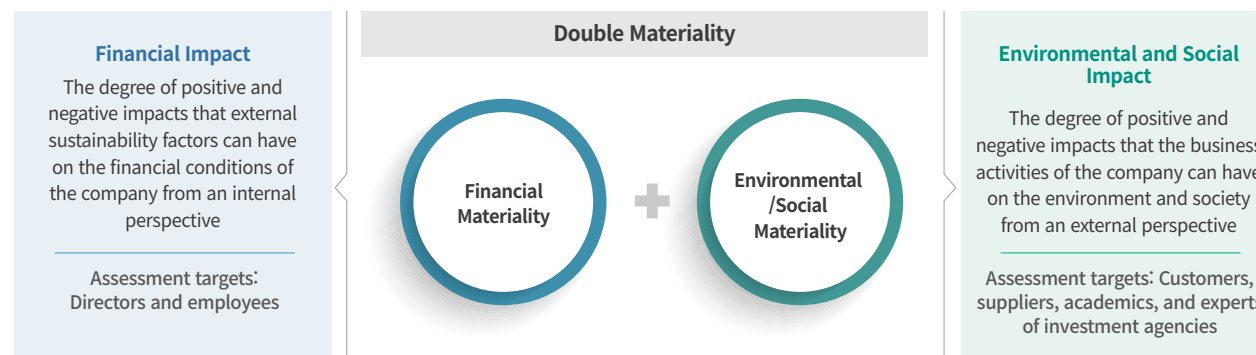 Financial Impact
The degree of positive and
negative impacts that external
sustainability factors can have
on the financial conditions of
the company from an internal
perspective
Assessment targets:
Directors and employees
Double Materiality
Financial
Materiality
Environmental
/Social
Materiality
Environmental and Social
Impact
The degree of positive and
negative impacts that the business
activities of the company can have
on the environment and society
from an external perspective
Assessment targets: Customers,
suppliers, academics, and experts
of investment agencies